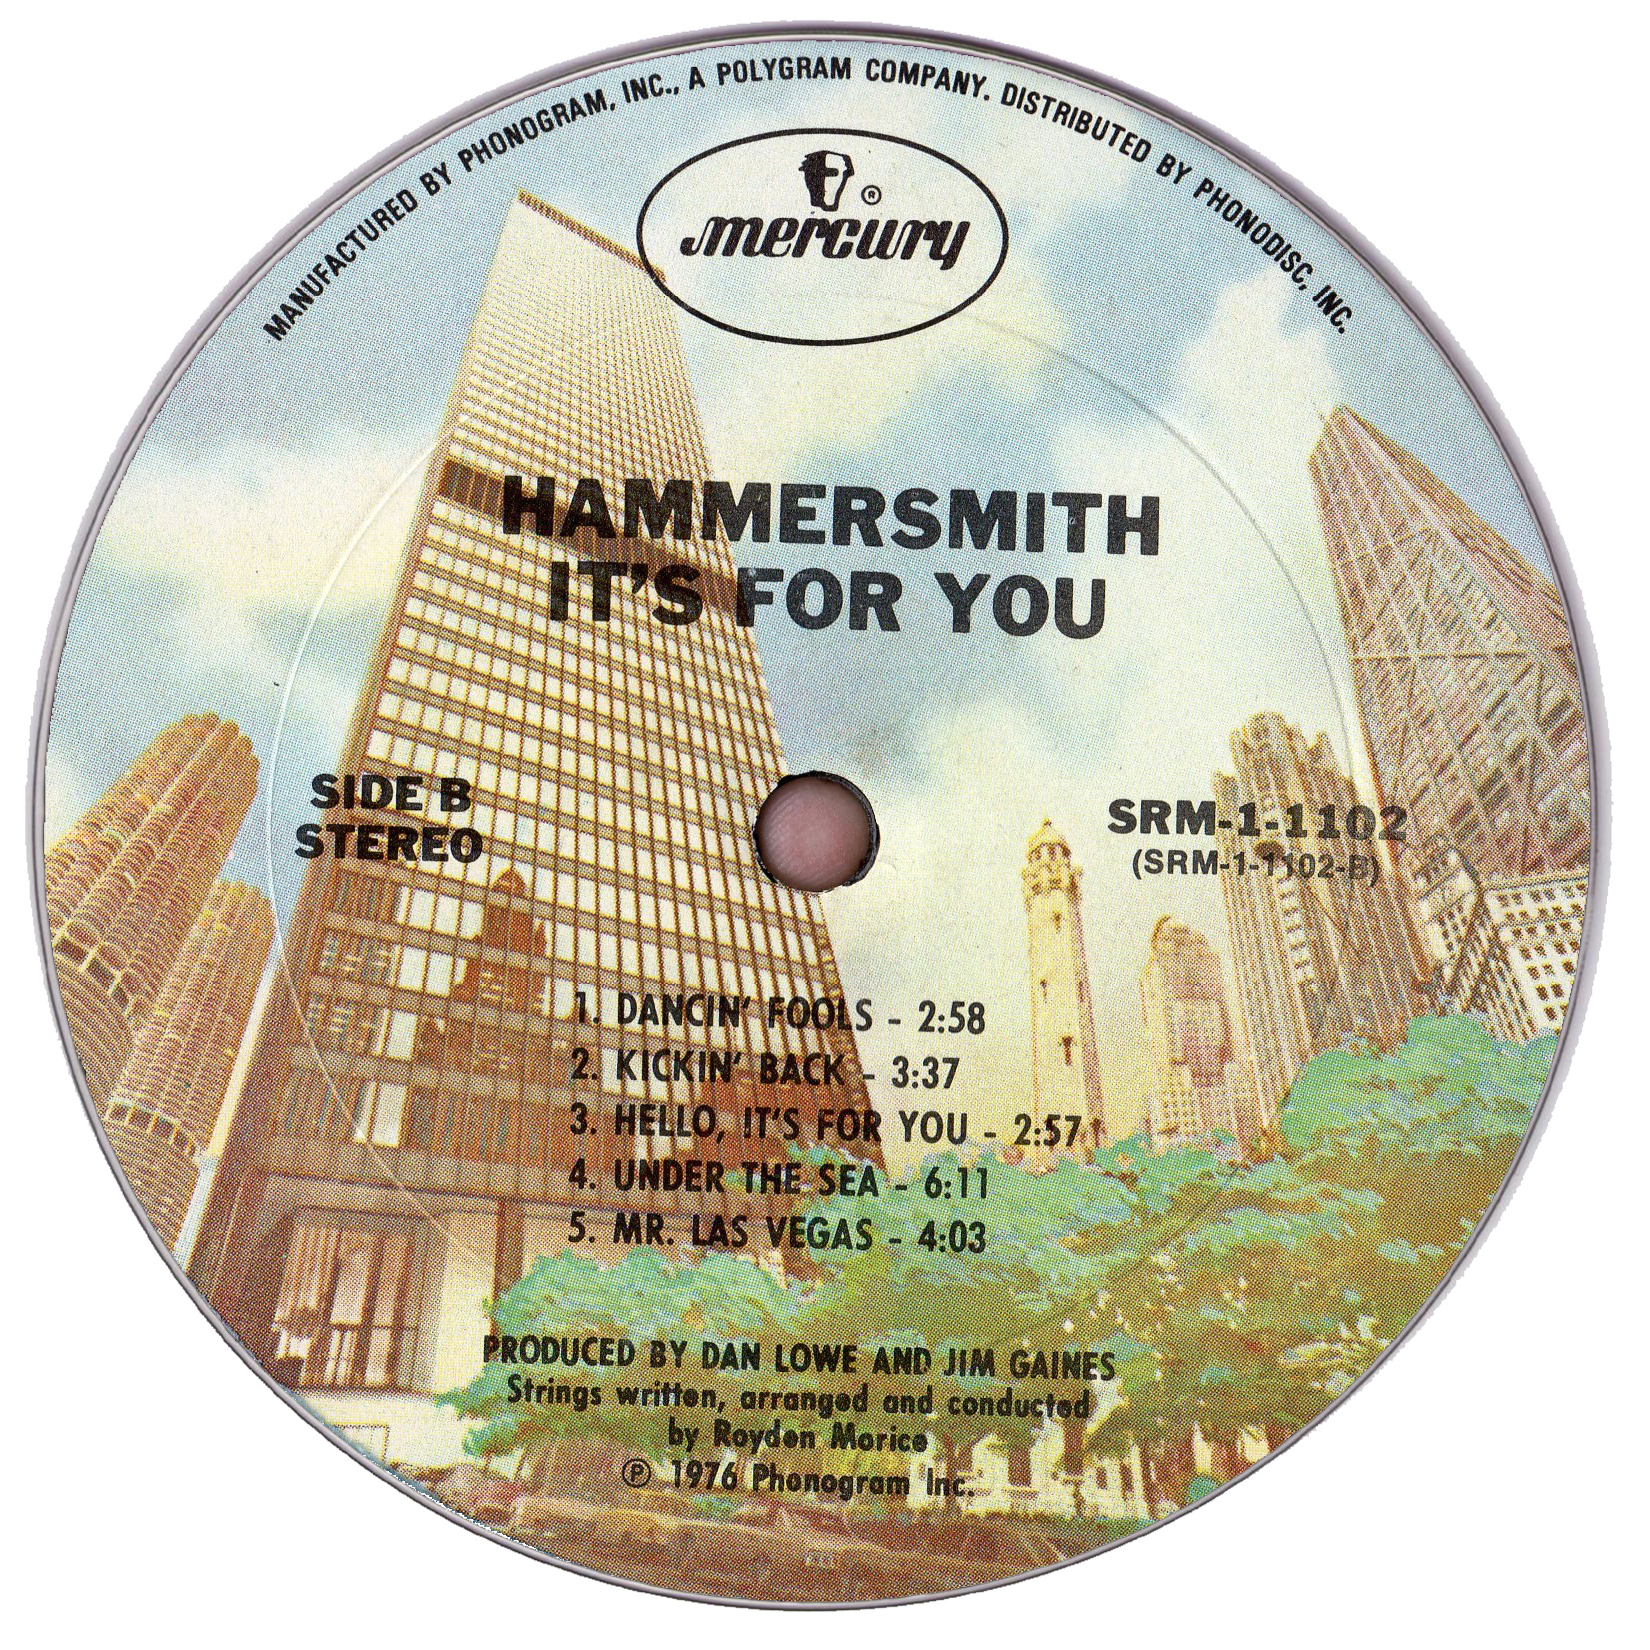 MANUFACTURED BY PHONOGRAM, INC., A POLYGRAM COMPANY. DISTRIBUTED BY PHONODISC, INC.
®
mercury
HAMMERSMITH
IT'S FOR YOU
SIDE B
STEREO
SRM-1-1102
(SRM-1-1102-B)
1. DANCIN' FOOLS - 2:58
2. KICKIN' BACK - 3:37
3. HELLO, IT'S FOR YOU - 2:57
4. UNDER THE SEA - 6:11
5. MR. LAS VEGAS - 4:03
PRODUCED BY DAN LOWE AND JIM GAINES
Strings written, arranged and conducted
by Roydon Morice
℗ 1976 Phonogram Inc.